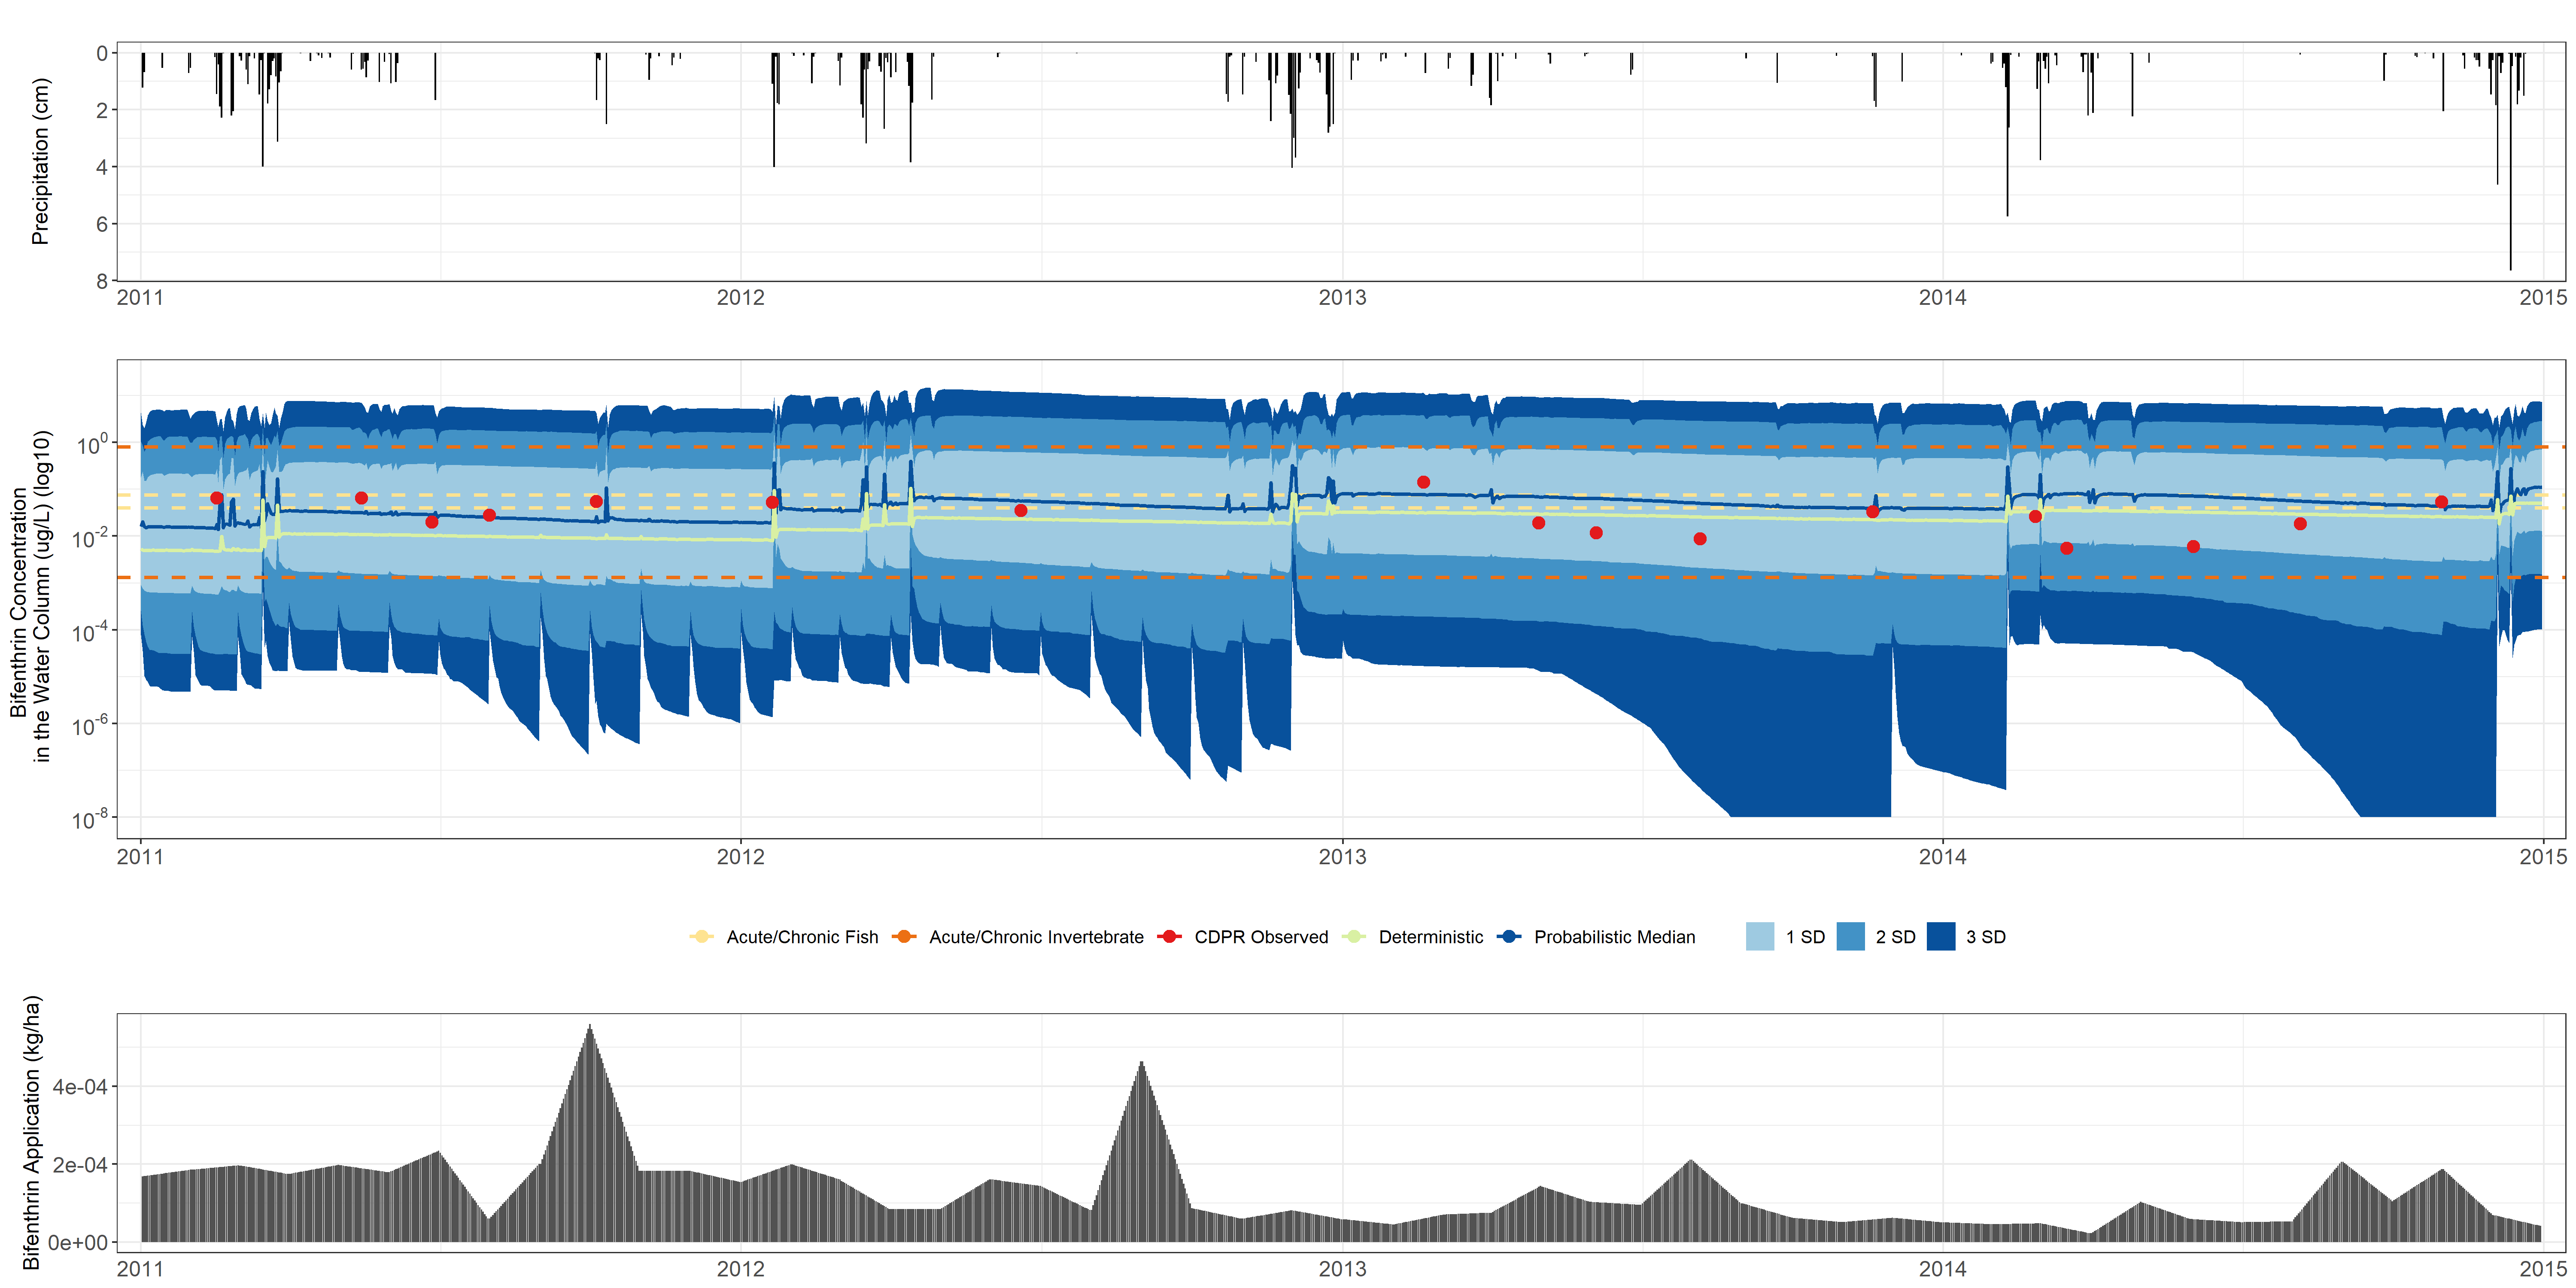 Precipitation (cm)
0
2
4
6
8
2011
2012
2013
2014
2015
Bifenthrin Concentration
in the Water Column (ug/L) (log10)
10^0
10^-2
10^-4
10^-6
10^-8
2011
2012
2013
2014
2015
Acute/Chronic Fish
Acute/Chronic Invertebrate
CDPR Observed
Deterministic
Probabilistic Median
1 SD
2 SD
3 SD
Bifenthrin Application (kg/ha)
4e-04
2e-04
0e+00
2011
2012
2013
2014
2015